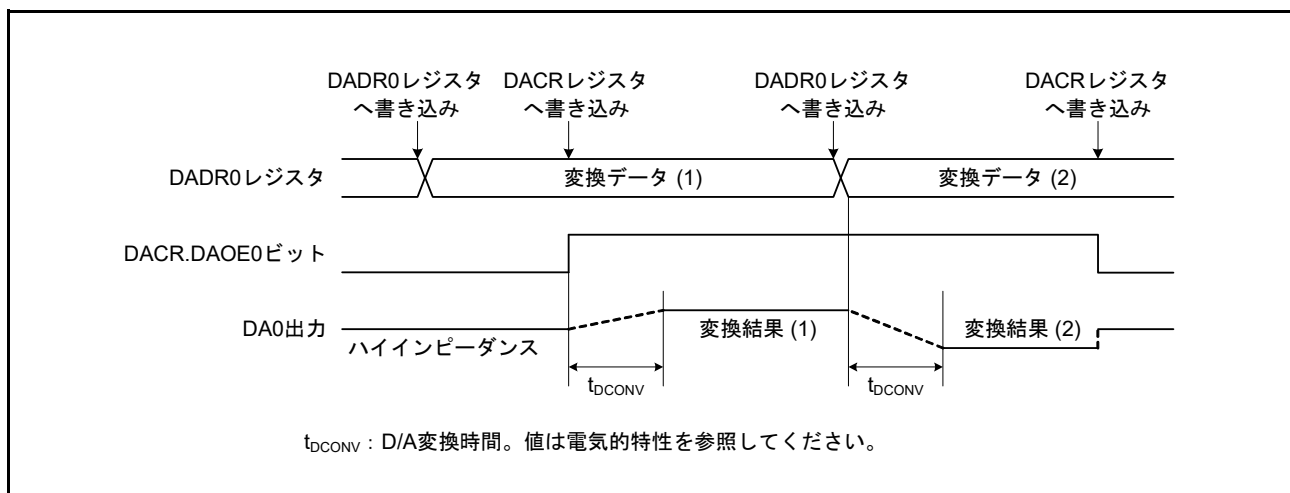 DADR0レジスタ
へ書き込み
DACRレジスタ
へ書き込み
DADR0レジスタ
へ書き込み
DACRレジスタ
へ書き込み
DADR0レジスタ
変換データ (1)
変換データ (2)
DACR.DAOE0ビット
DA0出力
ハイインピーダンス
変換結果 (1)
変換結果 (2)
tDCONV
tDCONV
tDCONV：D/A変換時間。値は電気的特性を参照してください。